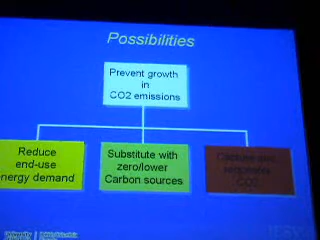 Possibilities
Prevent growth
in
CO2 emissions
Reduce
end-use
energy demand
Substitute with
zero/lower
Carbon sources
Capture and
CO2
University